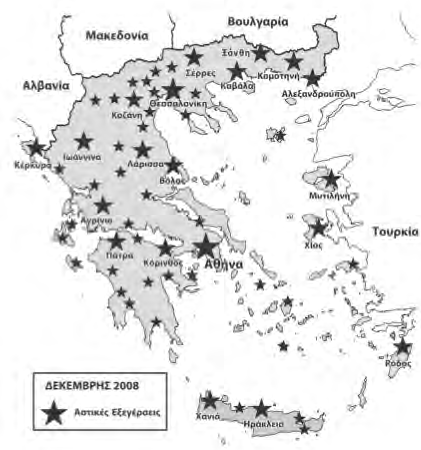 Βουλγαρία
Μακεδονία
Αλβανία
Ξάνθη
Σέρρες
Καβάλα
Κομοτηνή
Αλεξανδρούπολη
Θεσσαλονίκη
Κοζάνη
Κέρκυρα
Ιωάννινα
Λάρισσα
Βόλος
Μυτιλήνη
Αγρίνιο
Χίος
Τουρκία
Πάτρα
Κόρινθος
Αθήνα
Ρόδος
ΔΕΚΕΜΒΡΗΣ 2008
Αστικές Εξεγέρσεις
Χανιά
Ηράκλειο